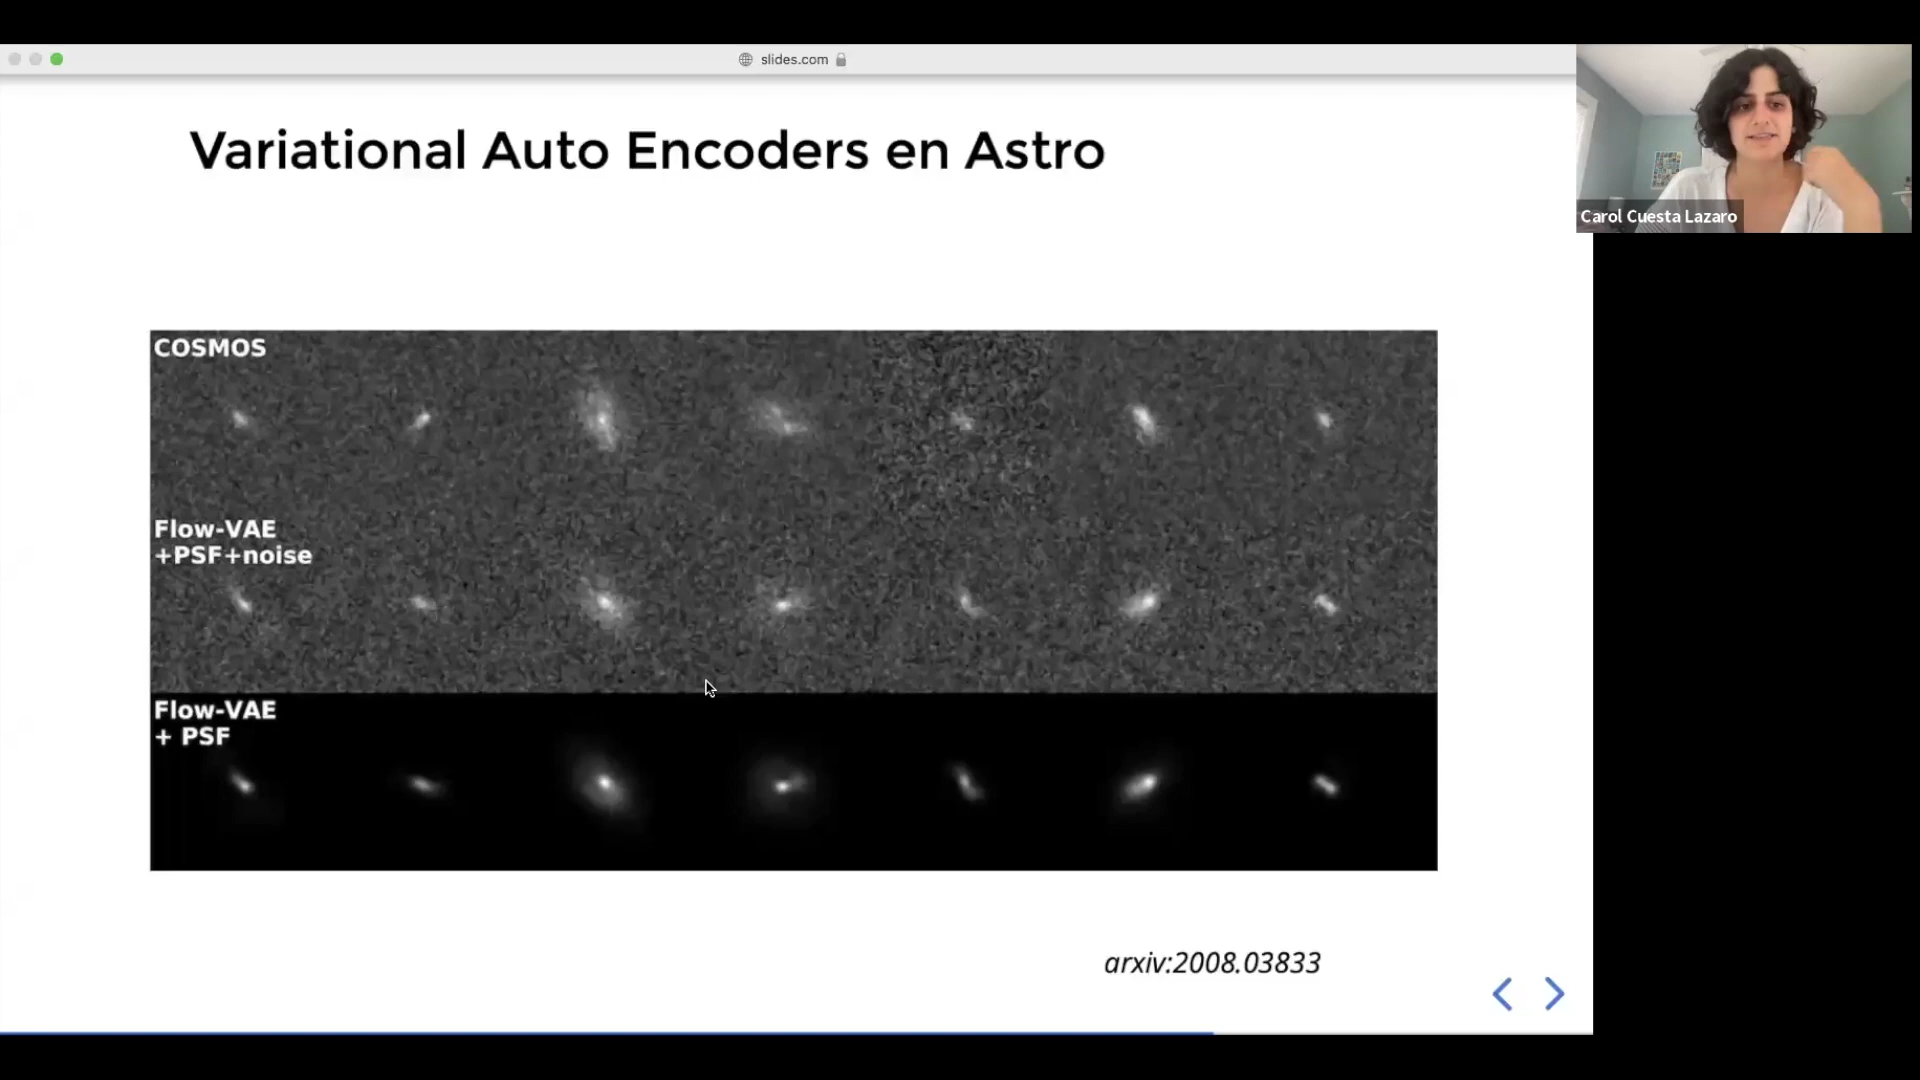 slides.com
Variational Auto Encoders en Astro
Carol Cuesta Lazaro
COSMOS
Flow-VAE
+PSF+noise
Flow-VAE
+ PSF
arxiv:2008.03833